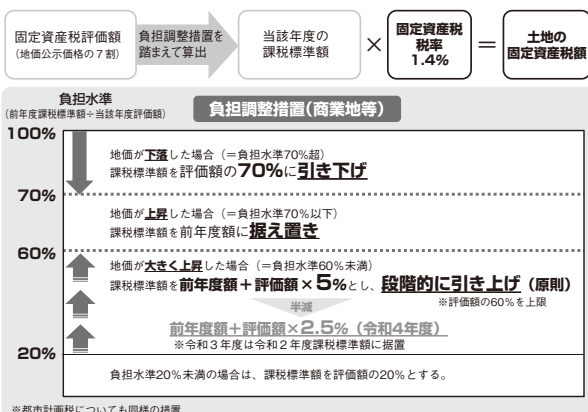 固定資産税評価額
(地価公示価格の7割)
負担調整措置を
踏まえて算出
当該年度の
課税標準額
×
固定資産税
税率
1.4%
=
土地の
固定資産税額
負担水準
(前年度課税標準額÷当該年度評価額)
負担調整措置(商業地等)
100%
地価が下落した場合(=負担水準70%超)
課税標準額を評価額の70%に引き下げ
70%
地価が上昇した場合(=負担水準70%以下)
課税標準額を前年度額に据え置き
60%
地価が大きく上昇した場合(=負担水準60%未満)
課税標準額を前年度額+評価額×5%とし、段階的に引き上げ(原則)
※評価額の60%を上限
半減
前年度額+評価額×2.5%(令和4年度)
※令和3年度は令和2年度課税標準額に据置
20%
負担水準20%未満の場合は、課税標準額を評価額の20%とする。
※都市計画税についても同様の措置